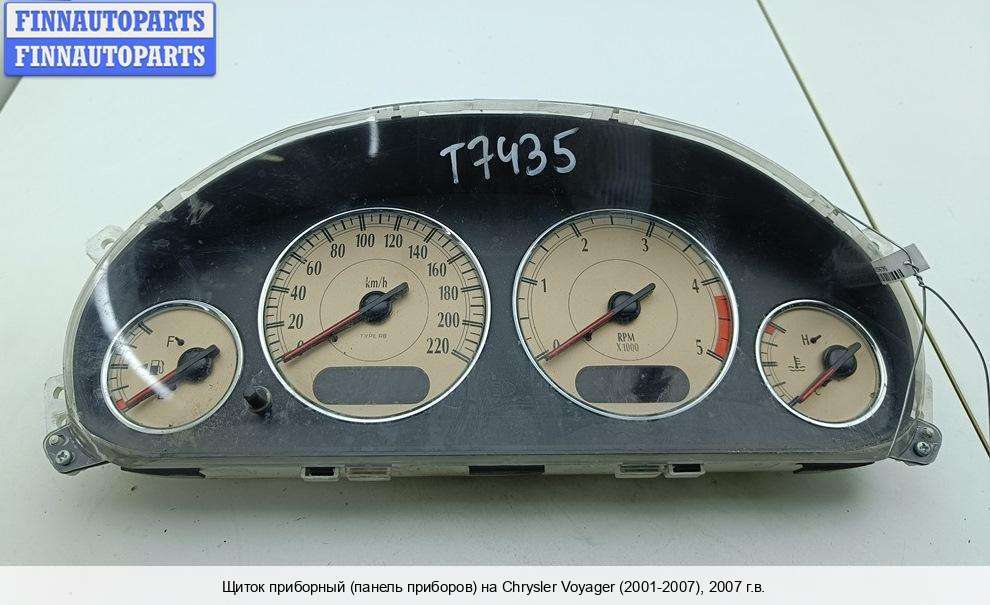 FINNAUTOPARTS
FINNAUTOPARTS
T7435
0 20 40 60 80 100 120 140 160 180 200 220
km/h
TYPE RB
0 1 2 3 4 5
RPM
X1000
F
H
Щиток приборный (панель приборов) на Chrysler Voyager (2001-2007), 2007 г.в.